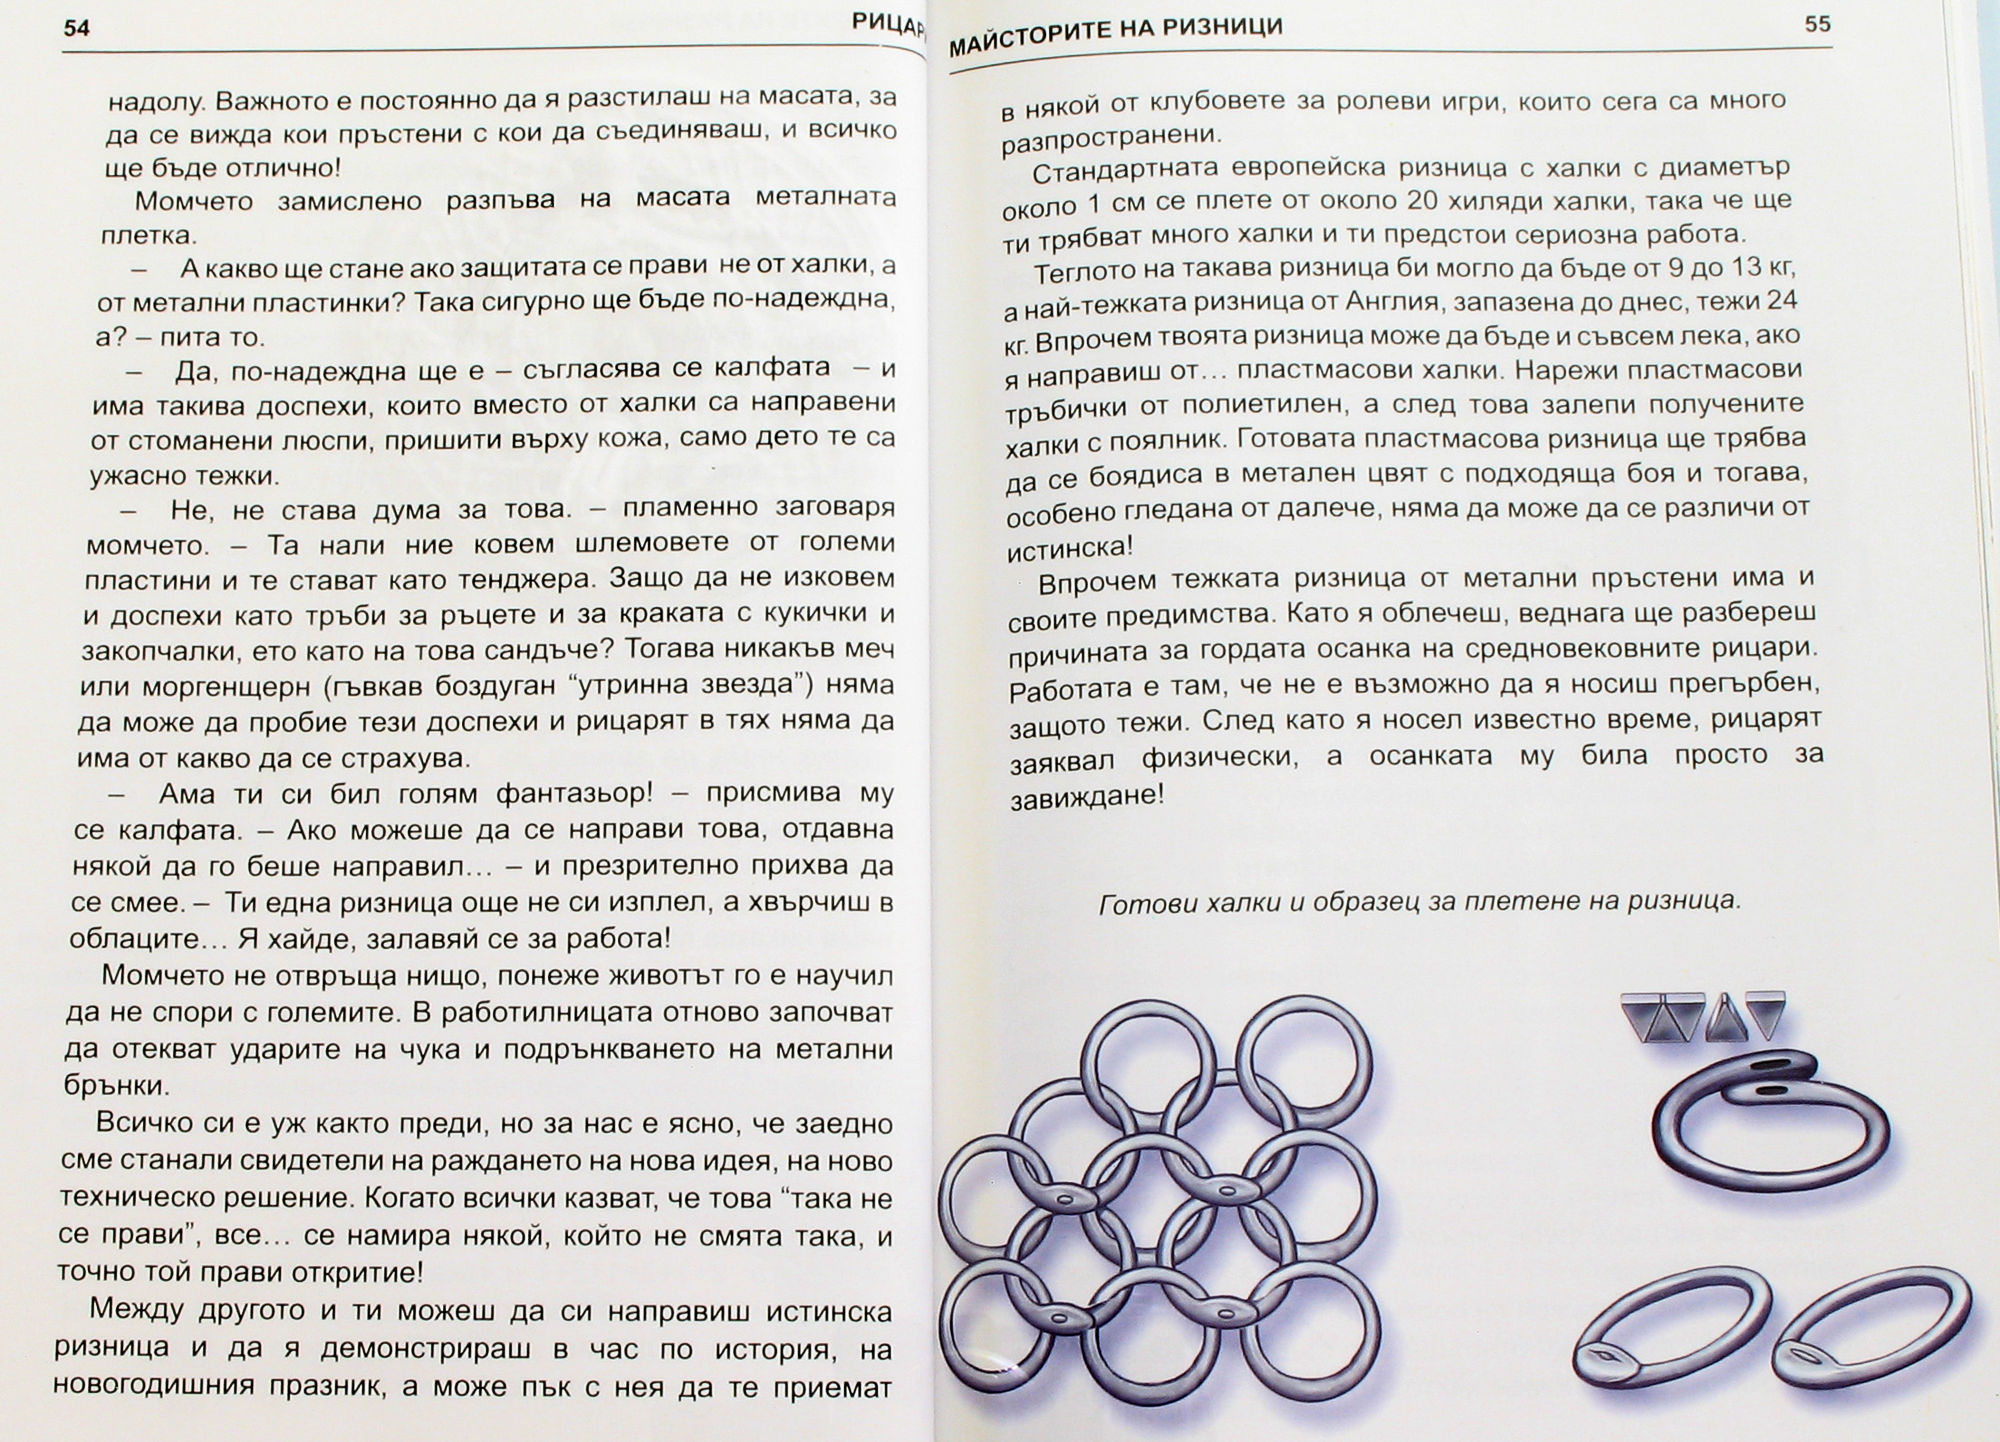 54
надолу. Важното е постоянно да я разстилаш на масата, за
да се вижда кои пръстени с кои да съединяваш, и всичко
ще бъде отлично!
Момчето замислено разпъва на масата металната
плетка.
– А какво ще стане ако защитата се прави не от халки, а
от метални пластинки? Така сигурно ще бъде по-надеждна,
а? – пита то.
– Да, по-надеждна ще е – съгласява се калфата – и
има такива доспехи, които вместо от халки са направени
от стоманени люспи, пришити върху кожа, само дето те са
ужасно тежки.
– Не, не става дума за това. – пламенно заговаря
момчето. – Та нали ние ковем шлемовете от големи
пластини и те стават като тенджера. Защо да не изковем
и доспехи като тръби за ръцете и за краката с кукички и
закопчалки, ето като на това сандъче? Тогава никакъв меч
или моргенщерн (гъвкав боздуган “утринна звезда”) няма
да може да пробие тези доспехи и рицарят в тях няма да
има от какво да се страхува.
– Ама ти си бил голям фантазьор! – присмива му
се калфата. – Ако можеше да се направи това, отдавна
някой да го беше направил... – и презрително прихва да
се смее. – Ти една ризница още не си изплел, а хвърчиш в
облаците... Я хайде, залавяй се за работа!
Момчето не отвръща нищо, понеже животът го е научил
да не спори с големите. В работилницата отново започват
да отекват ударите на чука и подрънкването на метални
брънки.
Всичко си е уж както преди, но за нас е ясно, че заедно
сме станали свидетели на раждането на нова идея, на ново
техническо решение. Когато всички казват, че това “така не
се прави”, все... се намира някой, който не смята така, и
точно той прави откритие!
Между другото и ти можеш да си направиш истинска
ризница и да я демонстрираш в час по история, на
новогодишния празник, а може пък с нея да те приемат
МАЙСТОРИТЕ НА РИЗНИЦИ 55
в някой от клубовете за ролеви игри, които сега са много
разпространени.
Стандартната европейска ризница с халки с диаметър
около 1 см се плете от около 20 хиляди халки, така че ще
ти трябват много халки и ти предстои сериозна работа.
Теглото на такава ризница би могло да бъде от 9 до 13 кг,
а най-тежката ризница от Англия, запазена до днес, тежи 24
кг. Впрочем твоята ризница може да бъде и съвсем лека, ако
я направиш от... пластмасови халки. Нарежи пластмасови
тръбички от полиетилен, а след това залепи получените
халки с поялник. Готовата пластмасова ризница ще трябва
да се боядиса в метален цвят с подходяща боя и тогава,
особено гледана от далече, няма да може да се различи от
истинска!
Впрочем тежката ризница от метални пръстени има и
своите предимства. Като я облечеш, веднага ще разбереш
причината за гордата осанка на средновековните рицари.
Работата е там, че не е възможно да я носиш прегърбен,
защото тежи. След като я носел известно време, рицарят
заяквал физически, а осанката му била просто за
завиждане!
Готови халки и образец за плетене на ризница.